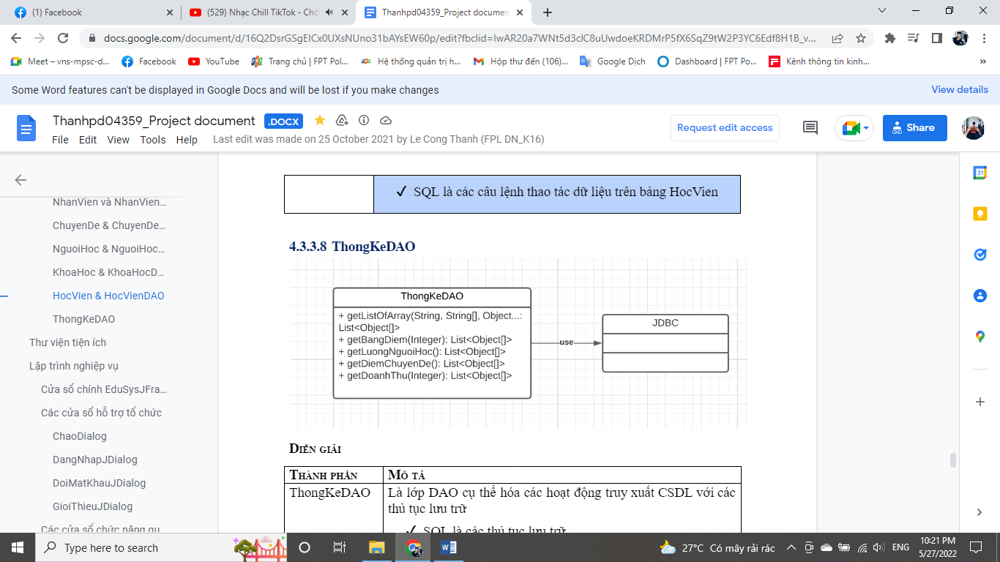 (1) Facebook
(529) Nhạc Chill TikTok - Chờ
Thanhpd04359_Project documen
docs.google.com/document/d/16Q2DsrGSgElCx0UXsNUno31bAYsEW60p/edit?fbclid=IwAR20a7WNt5d3clC8uUwdoeKRDMrP5fX6SqZ9tW2P3YC6Edf8H1B_v...
Meet – vns-mpsc-d...
Facebook
YouTube
Trang chủ | FPT Pol...
Hệ thống quản trị h...
Hộp thư đến (106)...
Google Dịch
Dashboard | FPT Po...
Kênh thông tin kinh...
»
Some Word features can't be displayed in Google Docs and will be lost if you make changes
View details
Thanhpd04359_Project document
.DOCX
File Edit View Tools Help
Last edit was made on 25 October 2021 by Le Cong Thanh (FPL DN_K16)
Request edit access
Share
NhanVien và NhanVien...
ChuyenDe & ChuyenDe...
NguoiHoc & NguoiHoc...
KhoaHoc & KhoaHocD...
HocVien & HocVienDAO
ThongKeDAO
Thư viện tiện ích
Lập trình nghiệp vụ
Cửa sổ chính EduSysJFra...
Các cửa sổ hỗ trợ tổ chức
ChaoDialog
DangNhapJDialog
DoiMatKhauJDialog
GioiThieuJDialog
Các cửa sổ chức năng qu...
✓ SQL là các câu lệnh thao tác dữ liệu trên bảng HocVien
4.3.3.8 ThongKeDAO
ThongKeDAO
+ getListOfArray(String, String[], Object...:
List<Object[]>
+ getBangDiem(Integer): List<Object[]>
+ getLuongNguoiHoc(): List<Object[]>
+ getDiemChuyenDe(): List<Object[]>
+ getDoanhThu(Integer): List<Object[]>
use
JDBC
DIỄN GIẢI
THÀNH PHẦN
MÔ TẢ
ThongKeDAO
Là lớp DAO cụ thể hóa các hoạt động truy xuất CSDL với các
thủ tục lưu trữ
✓ SQL là các thủ tục lưu trữ
31
Type here to search
27°C Có mây rải rác
ENG
10:21 PM
5/27/2022